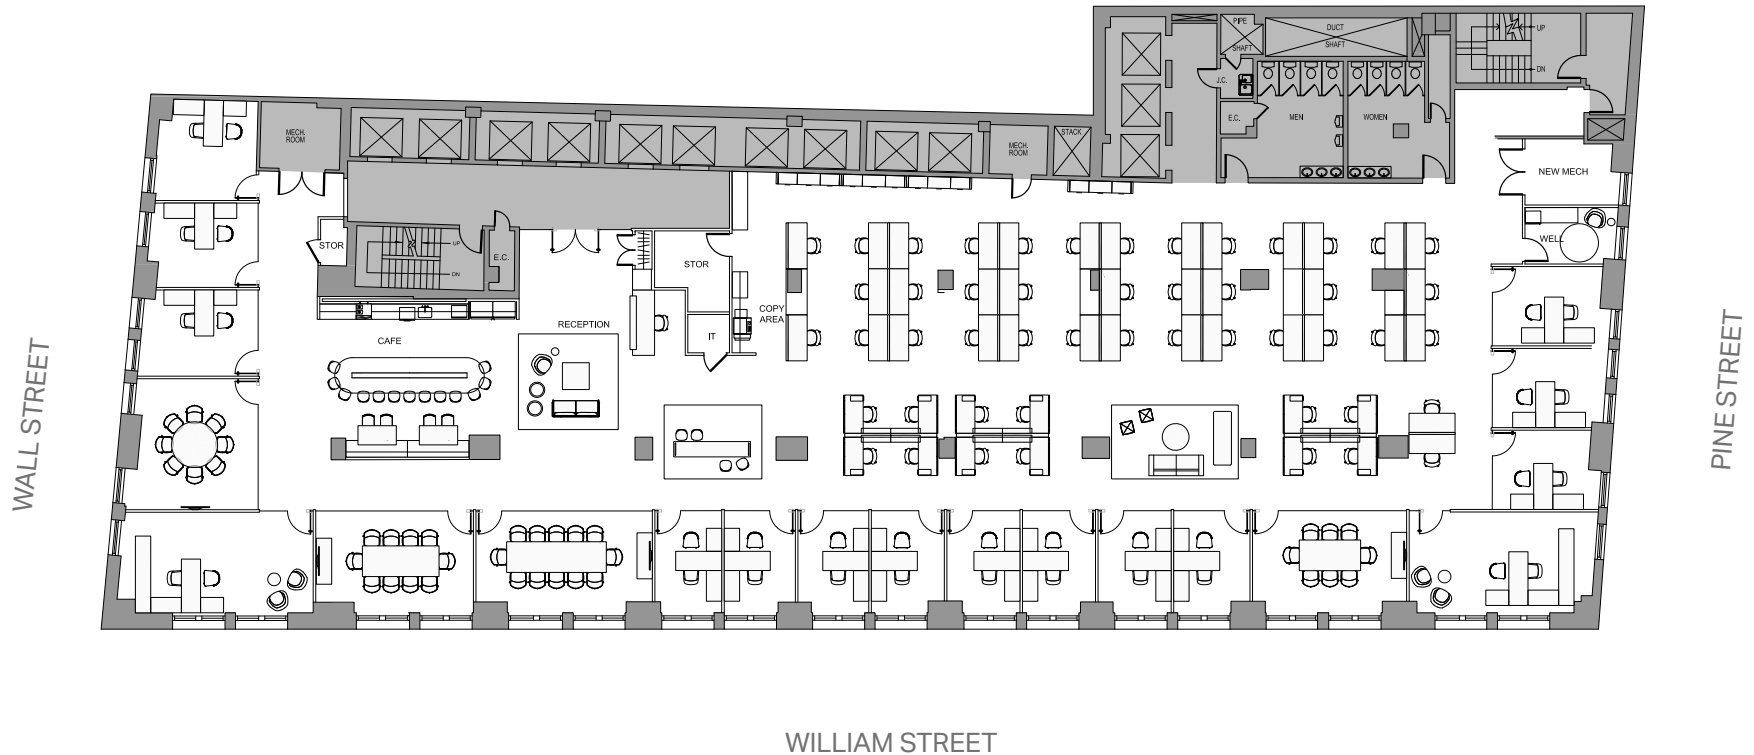 PIPE
SHAFT
DUCT
SHAFT
UP
DN
J.C.
E.C.
MEN
WOMEN
MECH.
ROOM
STACK
MECH.
ROOM
NEW MECH
STOR
UP
DN
E.C.
STOR
WELL
COPY
AREA
RECEPTION
IT
CAFE
WALL STREET
PINE STREET
WILLIAM STREET